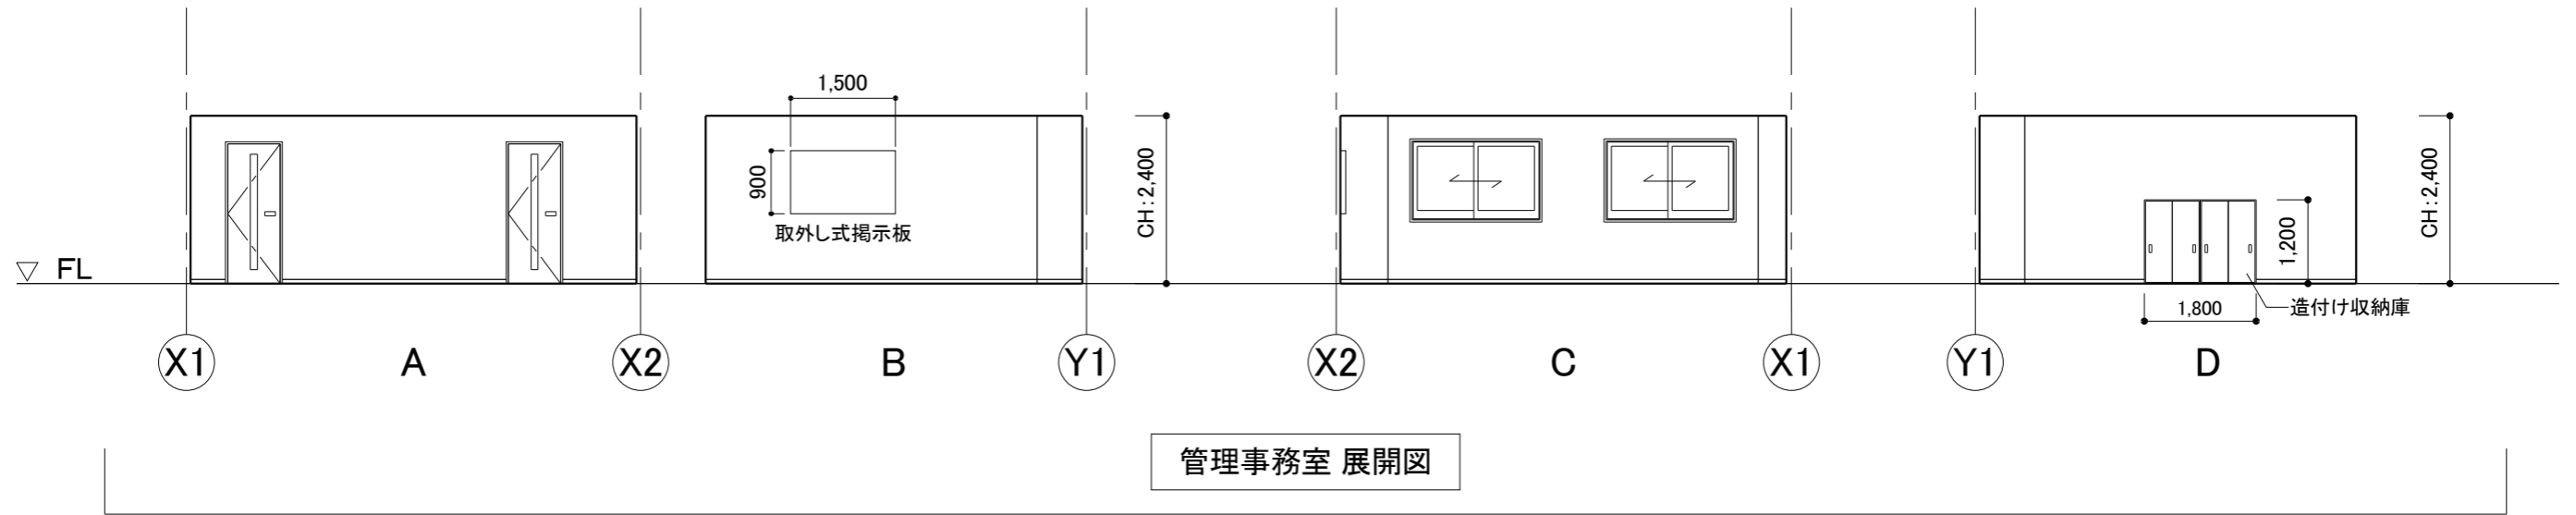 1,500
900
取外し式掲示板
CH:2,400
CH:2,400
1,200
1,800
造付け収納庫
FL
X1
A
X2
B
Y1
X2
C
X1
Y1
D
管理事務室 展開図